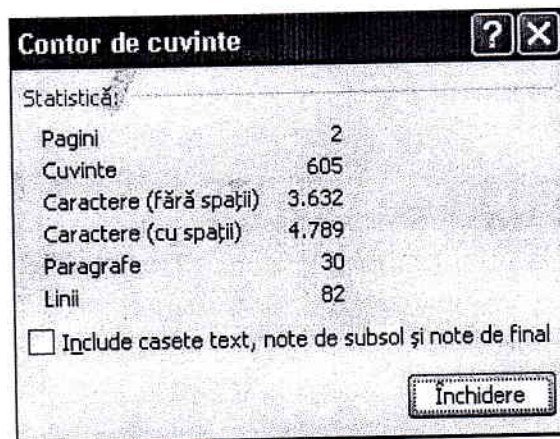 Contor de cuvinte
Statistică:
Pagini 2
Cuvinte 605
Caractere (fără spații) 3.632
Caractere (cu spații) 4.789
Paragrafe 30
Linii 82
Include casete text, note de subsol și note de final
Închidere